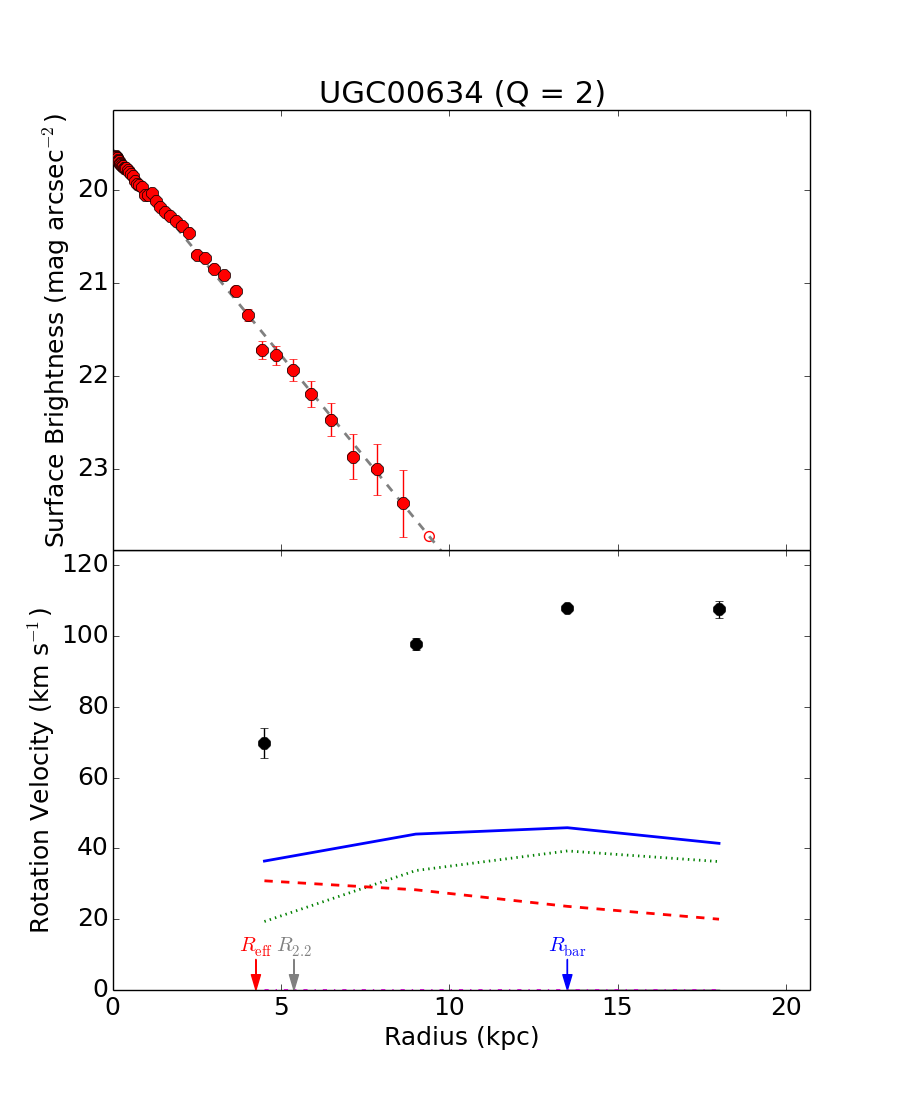 UGC00634 (Q = 2)
Surface Brightness (mag arcsec⁻²)
20
21
22
23
Rotation Velocity (km s⁻¹)
120
100
80
60
40
20
0
R_eff R_2.2 R_bar
0 5 10 15 20
Radius (kpc)